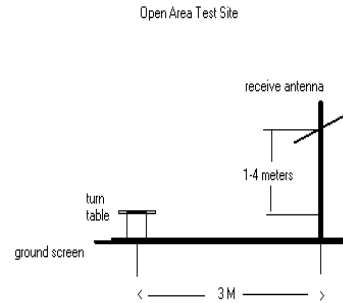 Open Area Test Site
receive antenna
1-4 meters
turn
table
ground screen
3 M